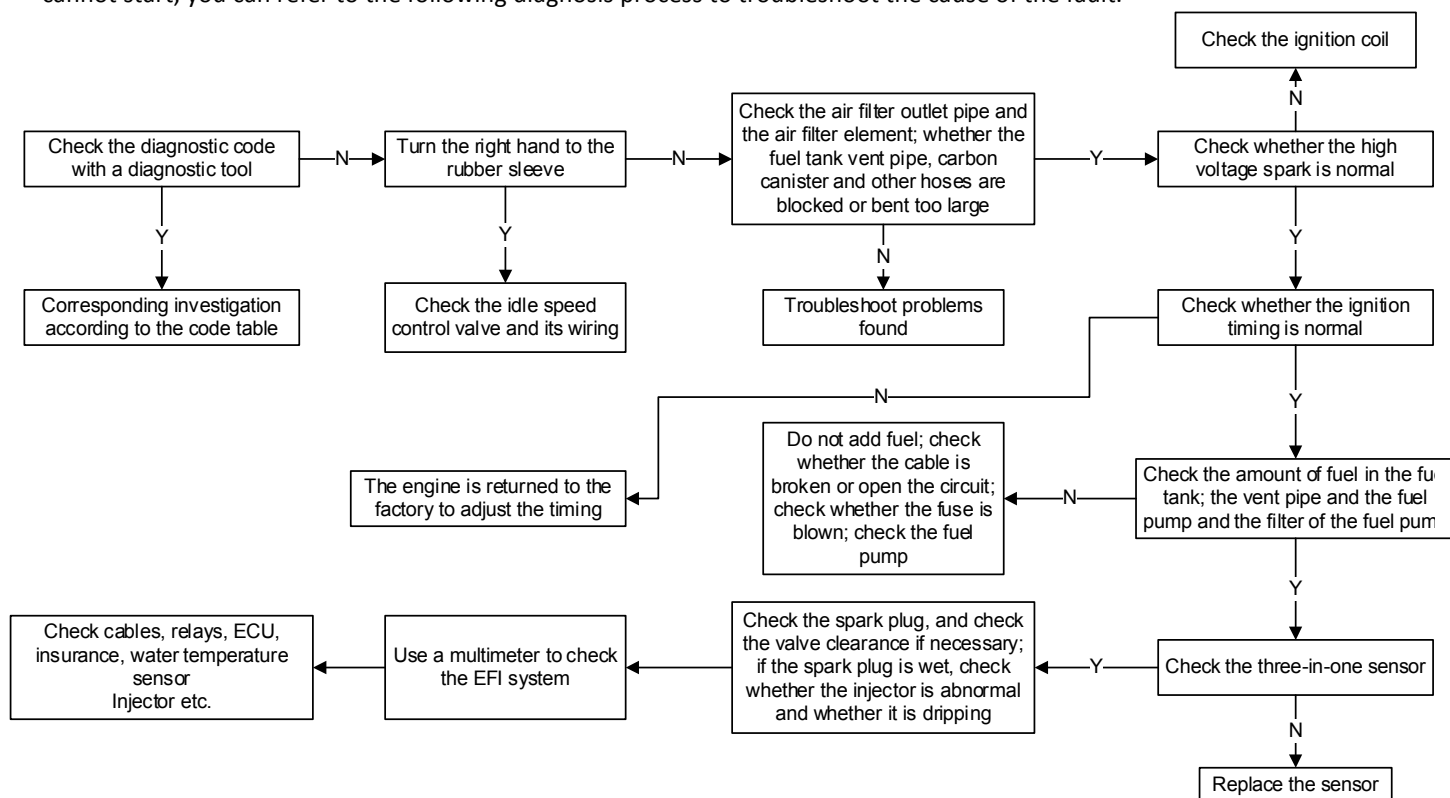 cannot start, you can refer to the following diagnosis process to troubleshoot the cause of the fault.
Check the ignition coil
N
Check the diagnostic code
with a diagnostic tool
N
Turn the right hand to the
rubber sleeve
N
Check the air filter outlet pipe and
the air filter element; whether the
fuel tank vent pipe, carbon
canister and other hoses are
blocked or bent too large
Y
Check whether the high
voltage spark is normal
Y
Y
N
Y
Corresponding investigation
according to the code table
Check the idle speed
control valve and its wiring
Troubleshoot problems
found
Check whether the ignition
timing is normal
N
Y
The engine is returned to the
factory to adjust the timing
Do not add fuel; check
whether the cable is
broken or open the circuit;
check whether the fuse is
blown; check the fuel
pump
N
Check the amount of fuel in the fue
tank; the vent pipe and the fuel
pump and the filter of the fuel pum
Y
Check cables, relays, ECU,
insurance, water temperature
sensor
Injector etc.
Use a multimeter to check
the EFI system
Check the spark plug, and check
the valve clearance if necessary;
if the spark plug is wet, check
whether the injector is abnormal
and whether it is dripping
Y
Check the three-in-one sensor
N
Replace the sensor